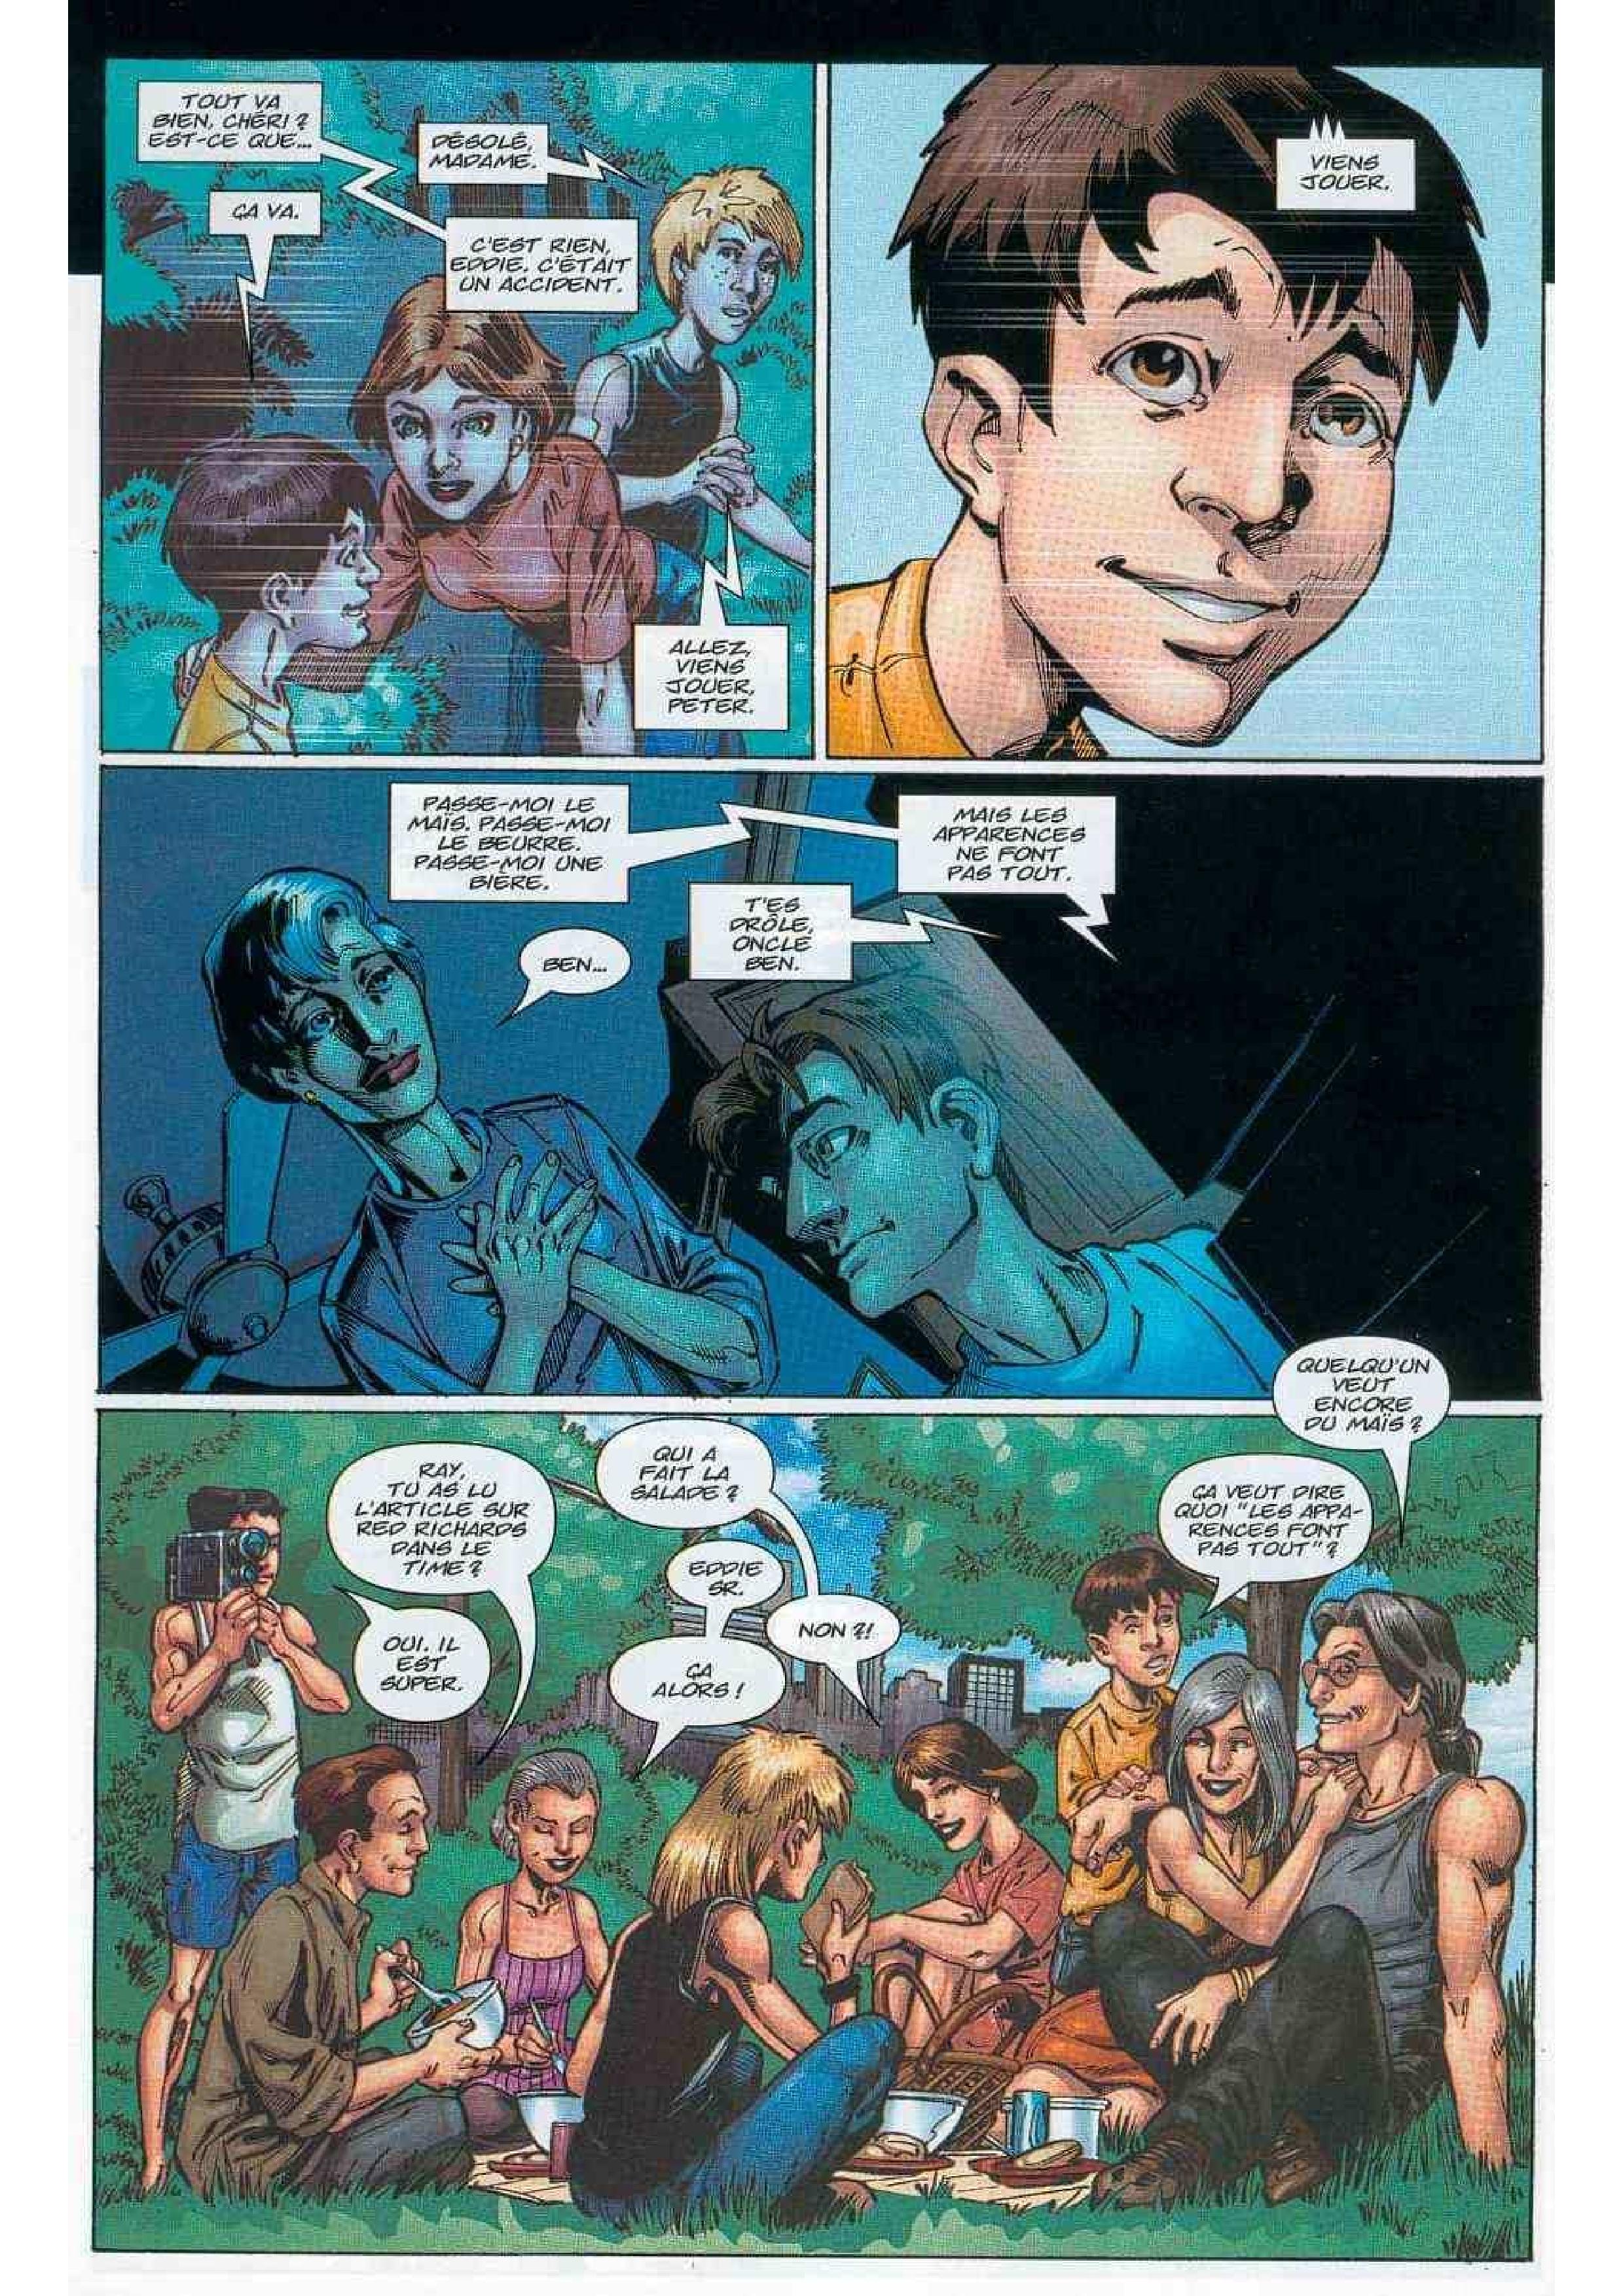 TOUT VA
BIEN, CHÉRI ?
EST-CE QUE...
DÉSOLÉ,
MADAME.
ÇA VA.
C'EST RIEN,
EDDIE. C'ÉTAIT
UN ACCIDENT.
ALLEZ,
VIENS
JOUER,
PETER.
VIENS
JOUER.
PASSE-MOI LE
MAÏS. PASSE-MOI
LE BEURRE.
PASSE-MOI UNE
BIÈRE.
MAIS LES
APPARENCES
NE FONT
PAS TOUT.
T'ES
DRÔLE,
ONCLE
BEN.
BEN...
QUELQU'UN
VEUT
ENCORE
DU MAÏS ?
RAY,
TU AS LU
L'ARTICLE SUR
RED RICHARDS
DANS LE
TIME ?
OUI. IL
EST
SUPER.
QUI A
FAIT LA
SALADE ?
EDDIE
SR.
NON ?!
ÇA
ALORS !
ÇA VEUT DIRE
QUOI "LES APPA-
RENCES FONT
PAS TOUT" ?